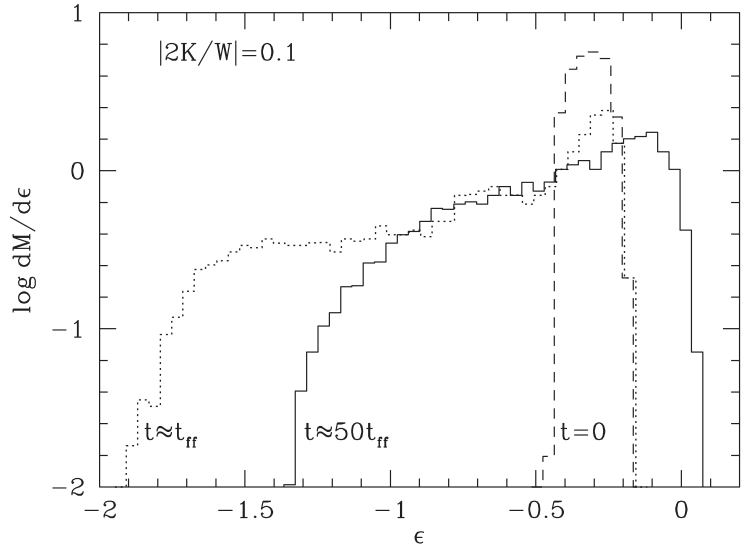 |2K/W|=0.1
1
0
−1
−2
log dM/dϵ
t≈t_ff
t≈50t_ff
t=0
−2
−1.5
−1
−0.5
0
ϵ